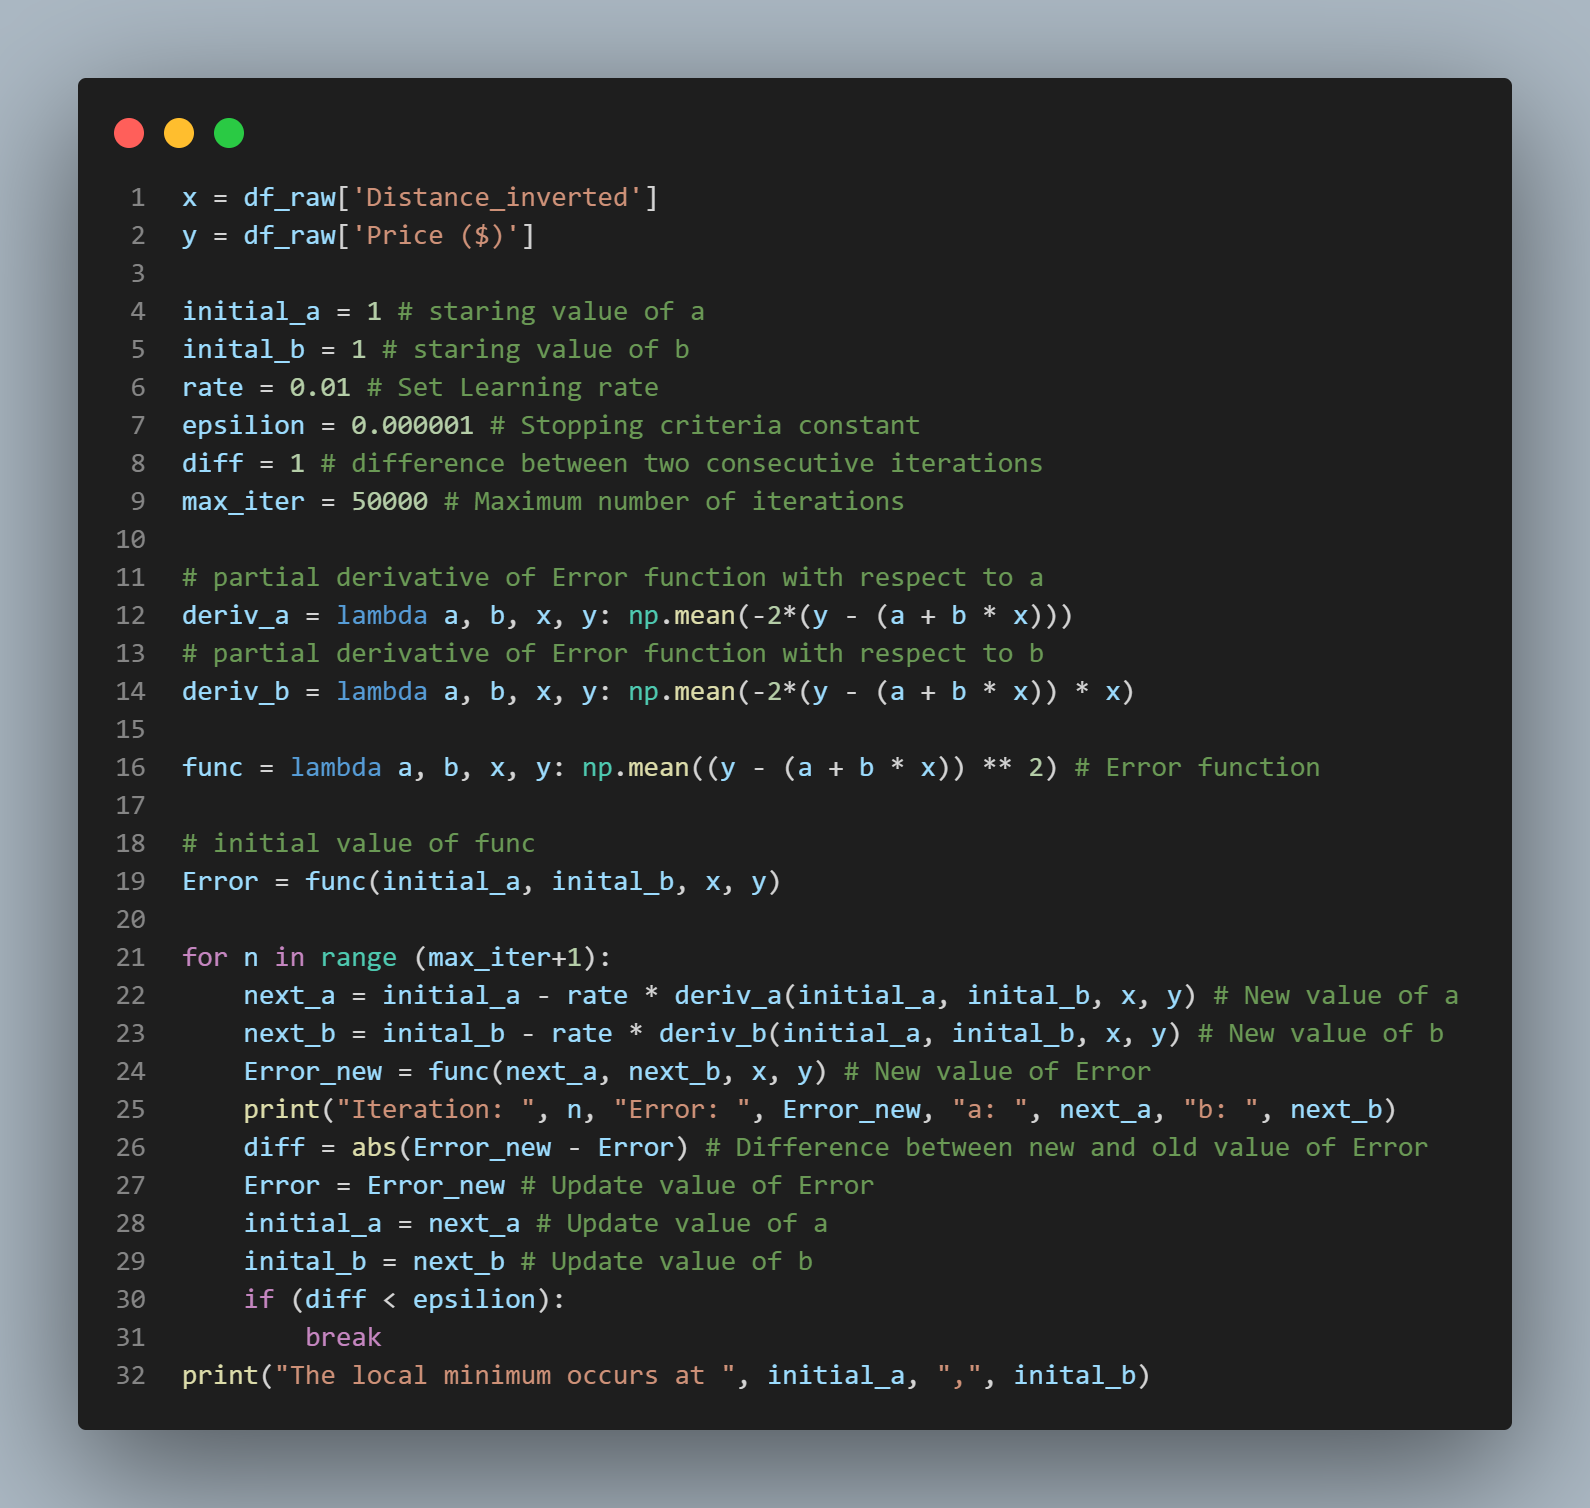 1 x = df_raw['Distance_inverted']
2 y = df_raw['Price ($)']
3
4 initial_a = 1 # staring value of a
5 inital_b = 1 # staring value of b
6 rate = 0.01 # Set Learning rate
7 epsilion = 0.000001 # Stopping criteria constant
8 diff = 1 # difference between two consecutive iterations
9 max_iter = 50000 # Maximum number of iterations
10
11 # partial derivative of Error function with respect to a
12 deriv_a = lambda a, b, x, y: np.mean(-2*(y - (a + b * x)))
13 # partial derivative of Error function with respect to b
14 deriv_b = lambda a, b, x, y: np.mean(-2*(y - (a + b * x)) * x)
15
16 func = lambda a, b, x, y: np.mean((y - (a + b * x)) ** 2) # Error function
17
18 # initial value of func
19 Error = func(initial_a, inital_b, x, y)
20
21 for n in range (max_iter+1):
22     next_a = initial_a - rate * deriv_a(initial_a, inital_b, x, y) # New value of a
23     next_b = inital_b - rate * deriv_b(initial_a, inital_b, x, y) # New value of b
24     Error_new = func(next_a, next_b, x, y) # New value of Error
25     print("Iteration: ", n, "Error: ", Error_new, "a: ", next_a, "b: ", next_b)
26     diff = abs(Error_new - Error) # Difference between new and old value of Error
27     Error = Error_new # Update value of Error
28     initial_a = next_a # Update value of a
29     inital_b = next_b # Update value of b
30     if (diff < epsilion):
31         break
32 print("The local minimum occurs at ", initial_a, ",", inital_b)